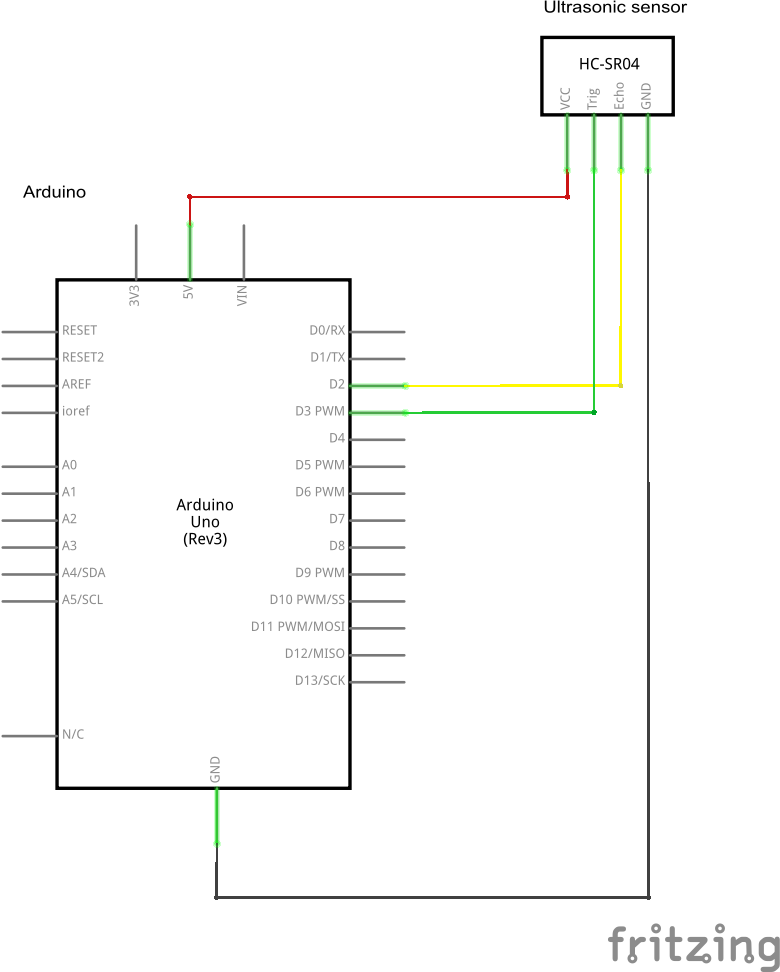 Ultrasonic sensor
HC-SR04
VCC
Trig
Echo
GND
Arduino
3V3
5V
VIN
RESET
RESET2
AREF
ioref
A0
A1
A2
A3
A4/SDA
A5/SCL
N/C
Arduino
Uno
(Rev3)
D0/RX
D1/TX
D2
D3 PWM
D4
D5 PWM
D6 PWM
D7
D8
D9 PWM
D10 PWM/SS
D11 PWM/MOSI
D12/MISO
D13/SCK
GND
fritzing